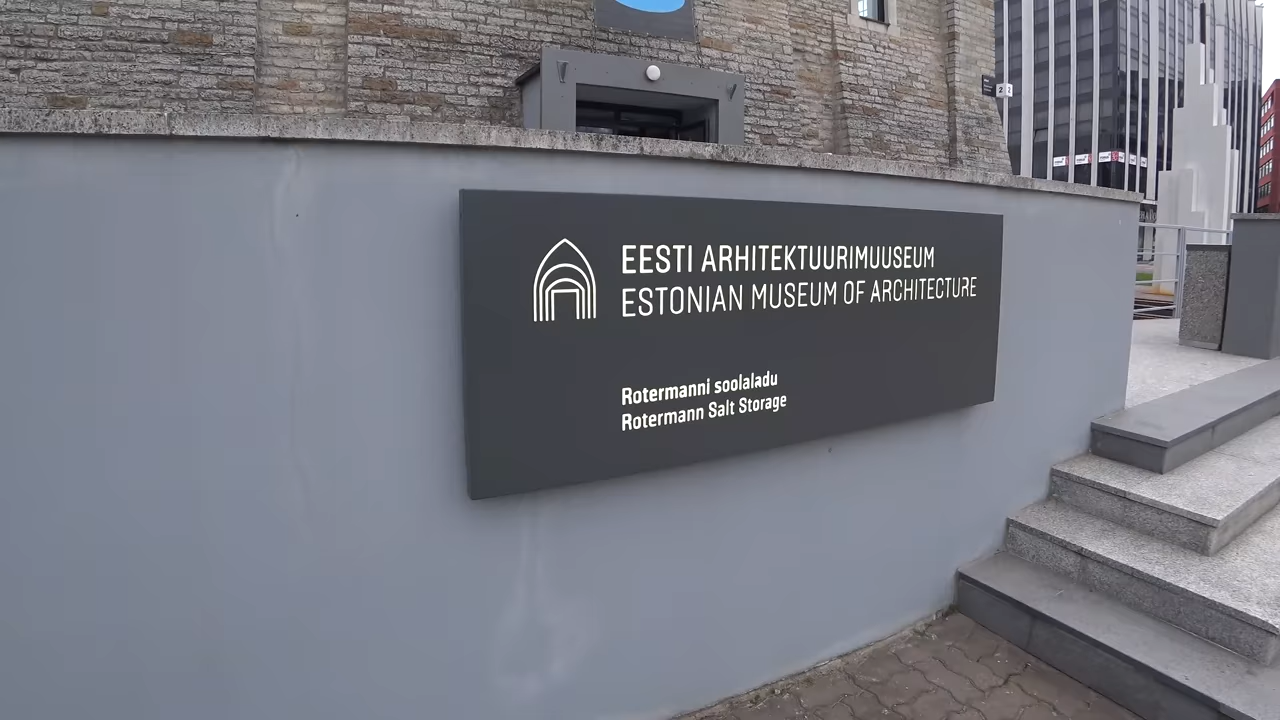 EESTI ARHITEKTUURIMUUSEUM
ESTONIAN MUSEUM OF ARCHITECTURE
Rotermanni soolaladu
Rotermann Salt Storage